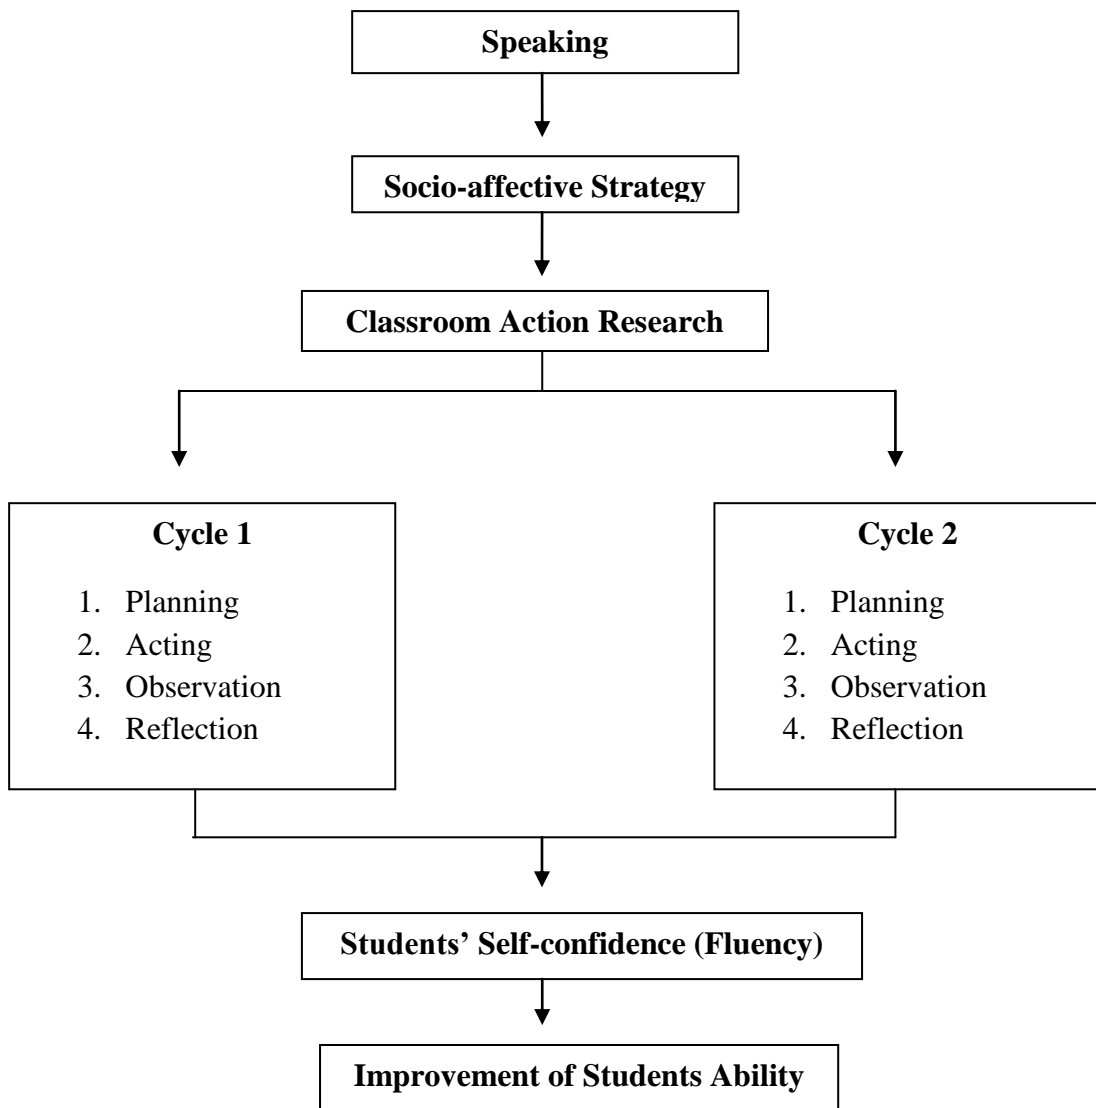 Speaking
Socio-affective Strategy
Classroom Action Research
Cycle 1
1. Planning
2. Acting
3. Observation
4. Reflection
Cycle 2
1. Planning
2. Acting
3. Observation
4. Reflection
Students’ Self-confidence (Fluency)
Improvement of Students Ability